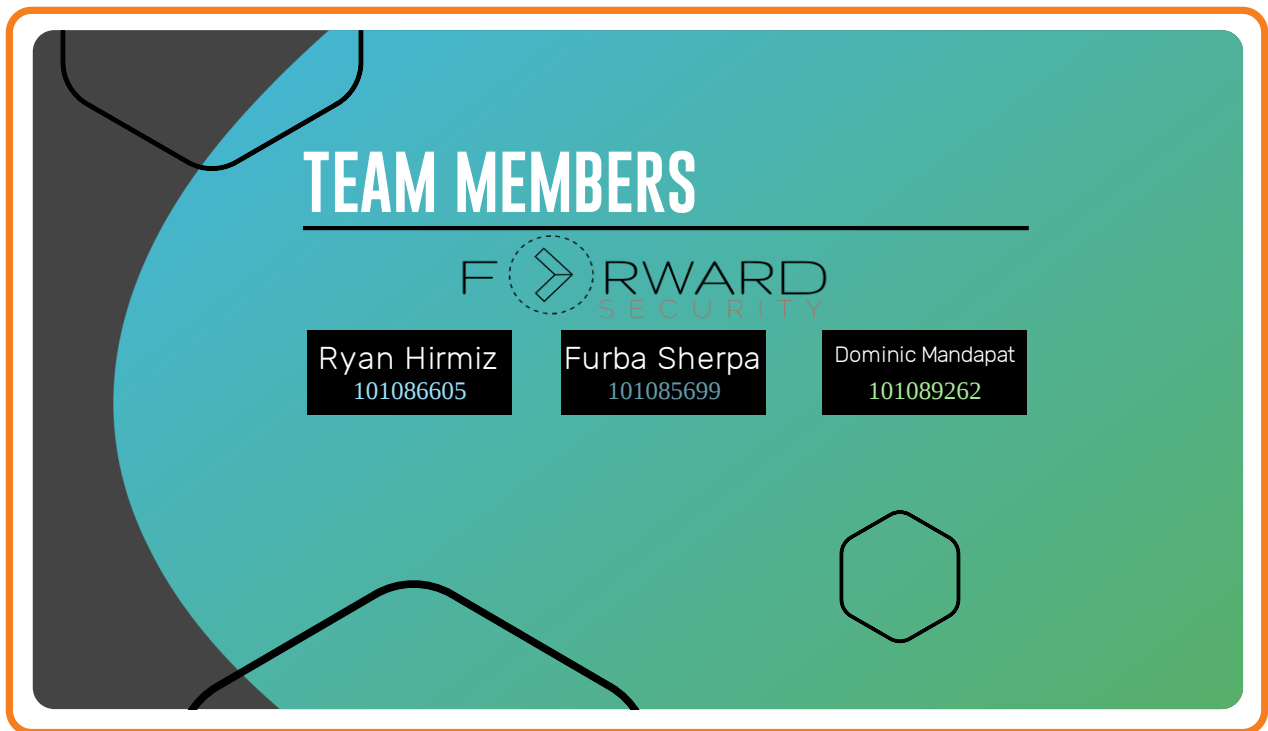 TEAM MEMBERS
FORWARD
SECURITY
Ryan Hirmiz
101086605
Furba Sherpa
101085699
Dominic Mandapat
101089262